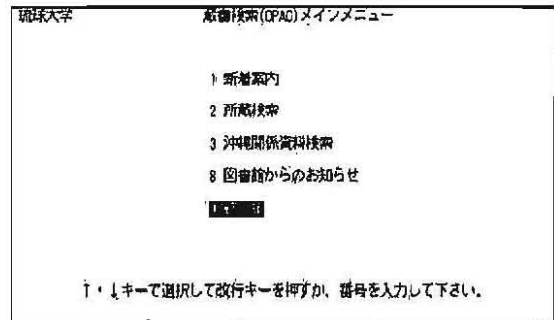 琉球大学 蔵書検索(OPAC)メインメニュー
1 新着案内
2 所蔵検索
3 沖縄関係資料検索
8 図書館からのお知らせ
↑・↓キーで選択して改行キーを押すか、番号を入力して下さい。